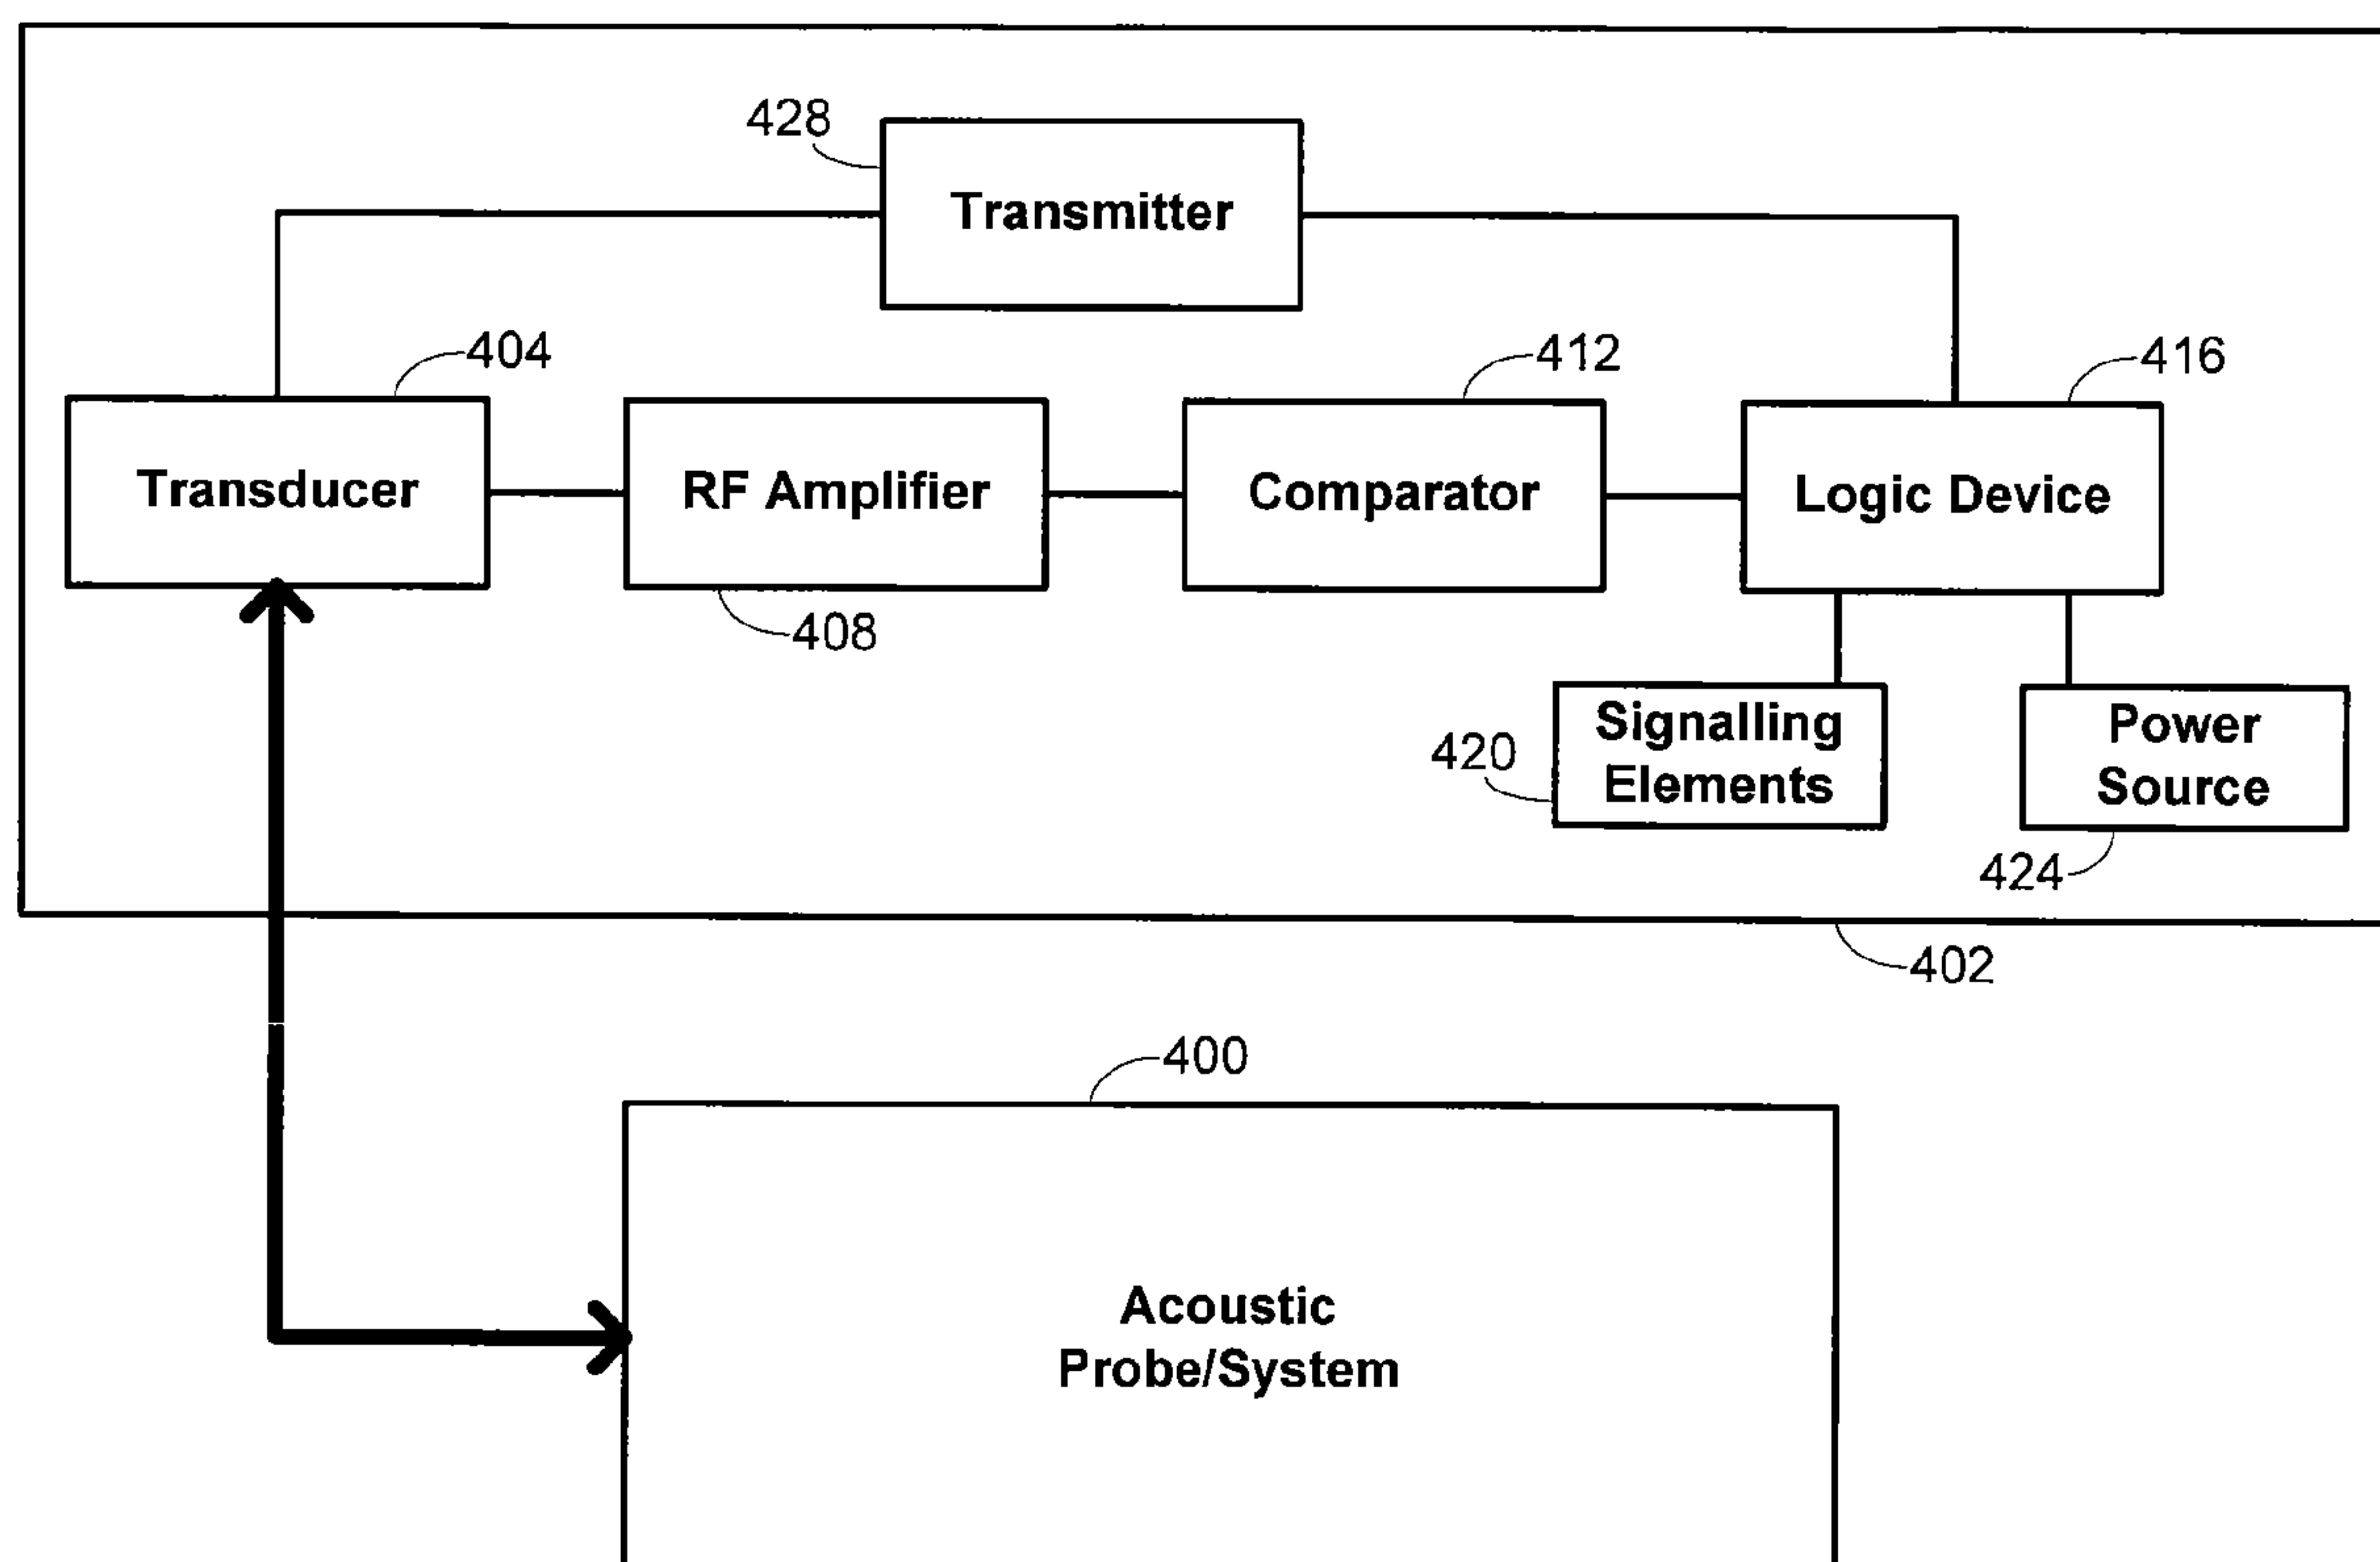 428
Transmitter
404
412
416
Transducer
RF Amplifier
Comparator
Logic Device
408
420
Signalling
Elements
Power
Source
424
402
400
Acoustic
Probe/System